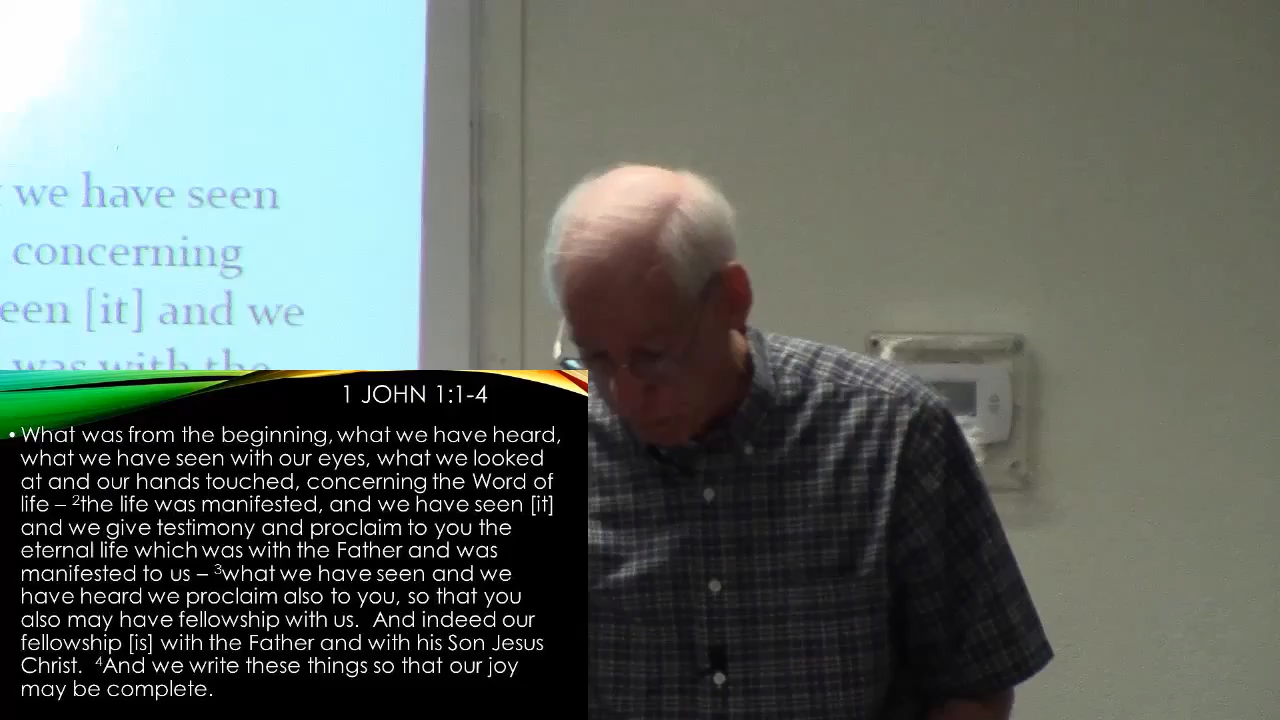 we have seen
concerning
een [it] and we
was with the
1 JOHN 1:1-4
• What was from the beginning, what we have heard,
what we have seen with our eyes, what we looked
at and our hands touched, concerning the Word of
life – ²the life was manifested, and we have seen [it]
and we give testimony and proclaim to you the
eternal life which was with the Father and was
manifested to us – ³what we have seen and we
have heard we proclaim also to you, so that you
also may have fellowship with us.  And indeed our
fellowship [is] with the Father and with his Son Jesus
Christ.  ⁴And we write these things so that our joy
may be complete.